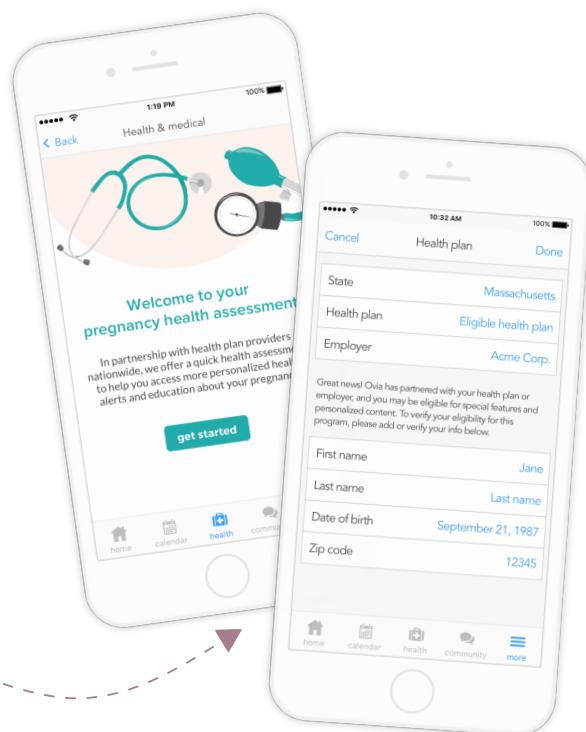 1:19 PM
100%
Back
Health & medical
Welcome to your
pregnancy health assessment
In partnership with health plan providers
nationwide, we offer a quick health
to help you access more personalized
alerts and education about your
get started
home
calendar
health
10:32 AM
100%
Cancel
Health plan
Done
State
Massachusetts
Health plan
Eligible health plan
Employer
Acme Corp.
Great news! Ovia has partnered with your health plan or
employer, and you may be eligible for special features and
personalized content. To verify your eligibility for this
program, please add or verify your info below.
First name
Jane
Last name
Last name
Date of birth
September 21, 1987
Zip code
12345
home
calendar
health
community
more